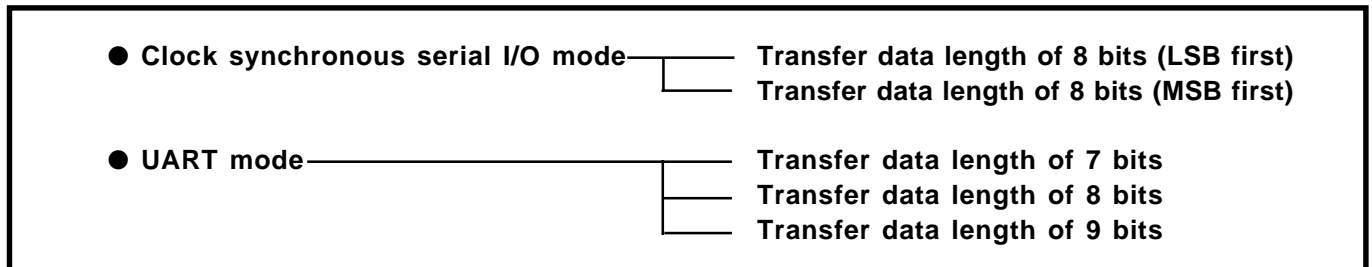 ● Clock synchronous serial I/O mode Transfer data length of 8 bits (LSB first)
Transfer data length of 8 bits (MSB first)
● UART mode Transfer data length of 7 bits
Transfer data length of 8 bits
Transfer data length of 9 bits